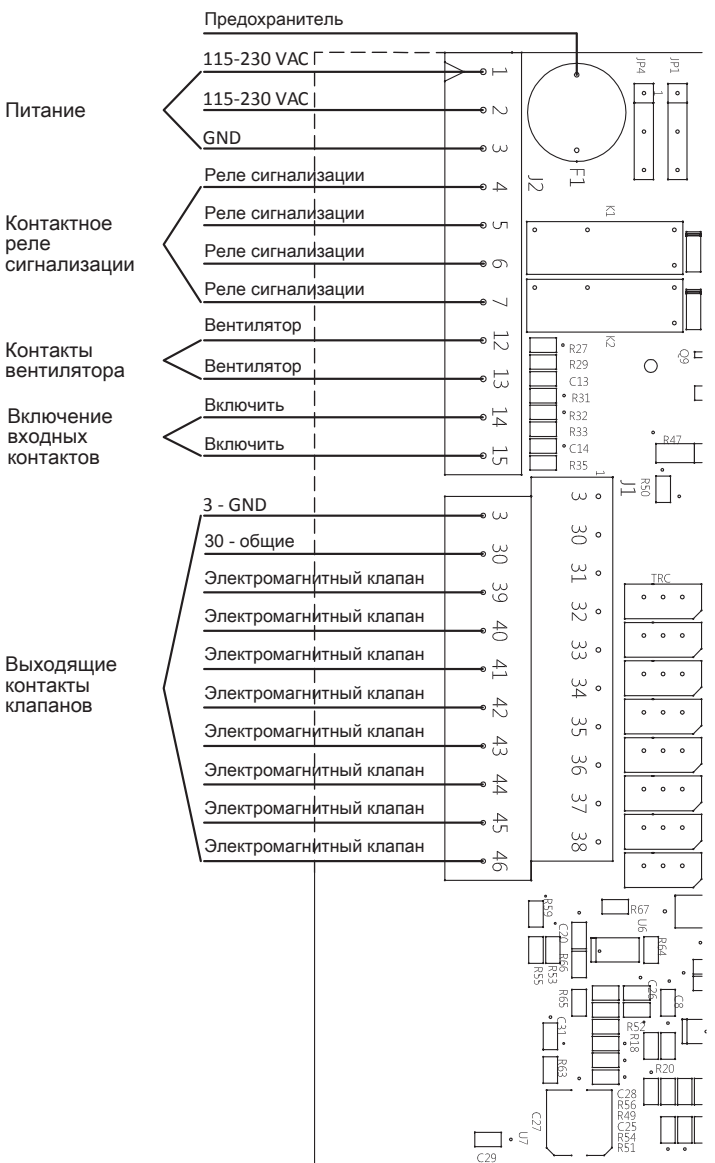 Предохранитель
115-230 VAC
115-230 VAC
GND
Питание
Реле сигнализации
Реле сигнализации
Реле сигнализации
Реле сигнализации
Контактное
реле
сигнализации
Вентилятор
Вентилятор
Контакты
вентилятора
Включить
Включить
Включение
входных
контактов
3 - GND
30 - общие
Электромагнитный клапан
Электромагнитный клапан
Электромагнитный клапан
Электромагнитный клапан
Электромагнитный клапан
Электромагнитный клапан
Электромагнитный клапан
Электромагнитный клапан
Выходящие
контакты
клапанов
1
2
3
4
5
6
7
12
13
14
15
J2
F1
JP4
1
JP1
K1
K2
R27
R29
C13
R31
R32
R33
C14
R35
Q9
R47
R50
J1
1
3
30
39
40
41
42
43
44
45
46
3
30
31
32
33
34
35
36
37
38
TRC
R59
R67
C20
U6
R64
R55
R53
R66
R65
C26
C8
R52
R18
C31
R63
R20
C28
R56
R49
C25
R54
R51
C27
U7
C29